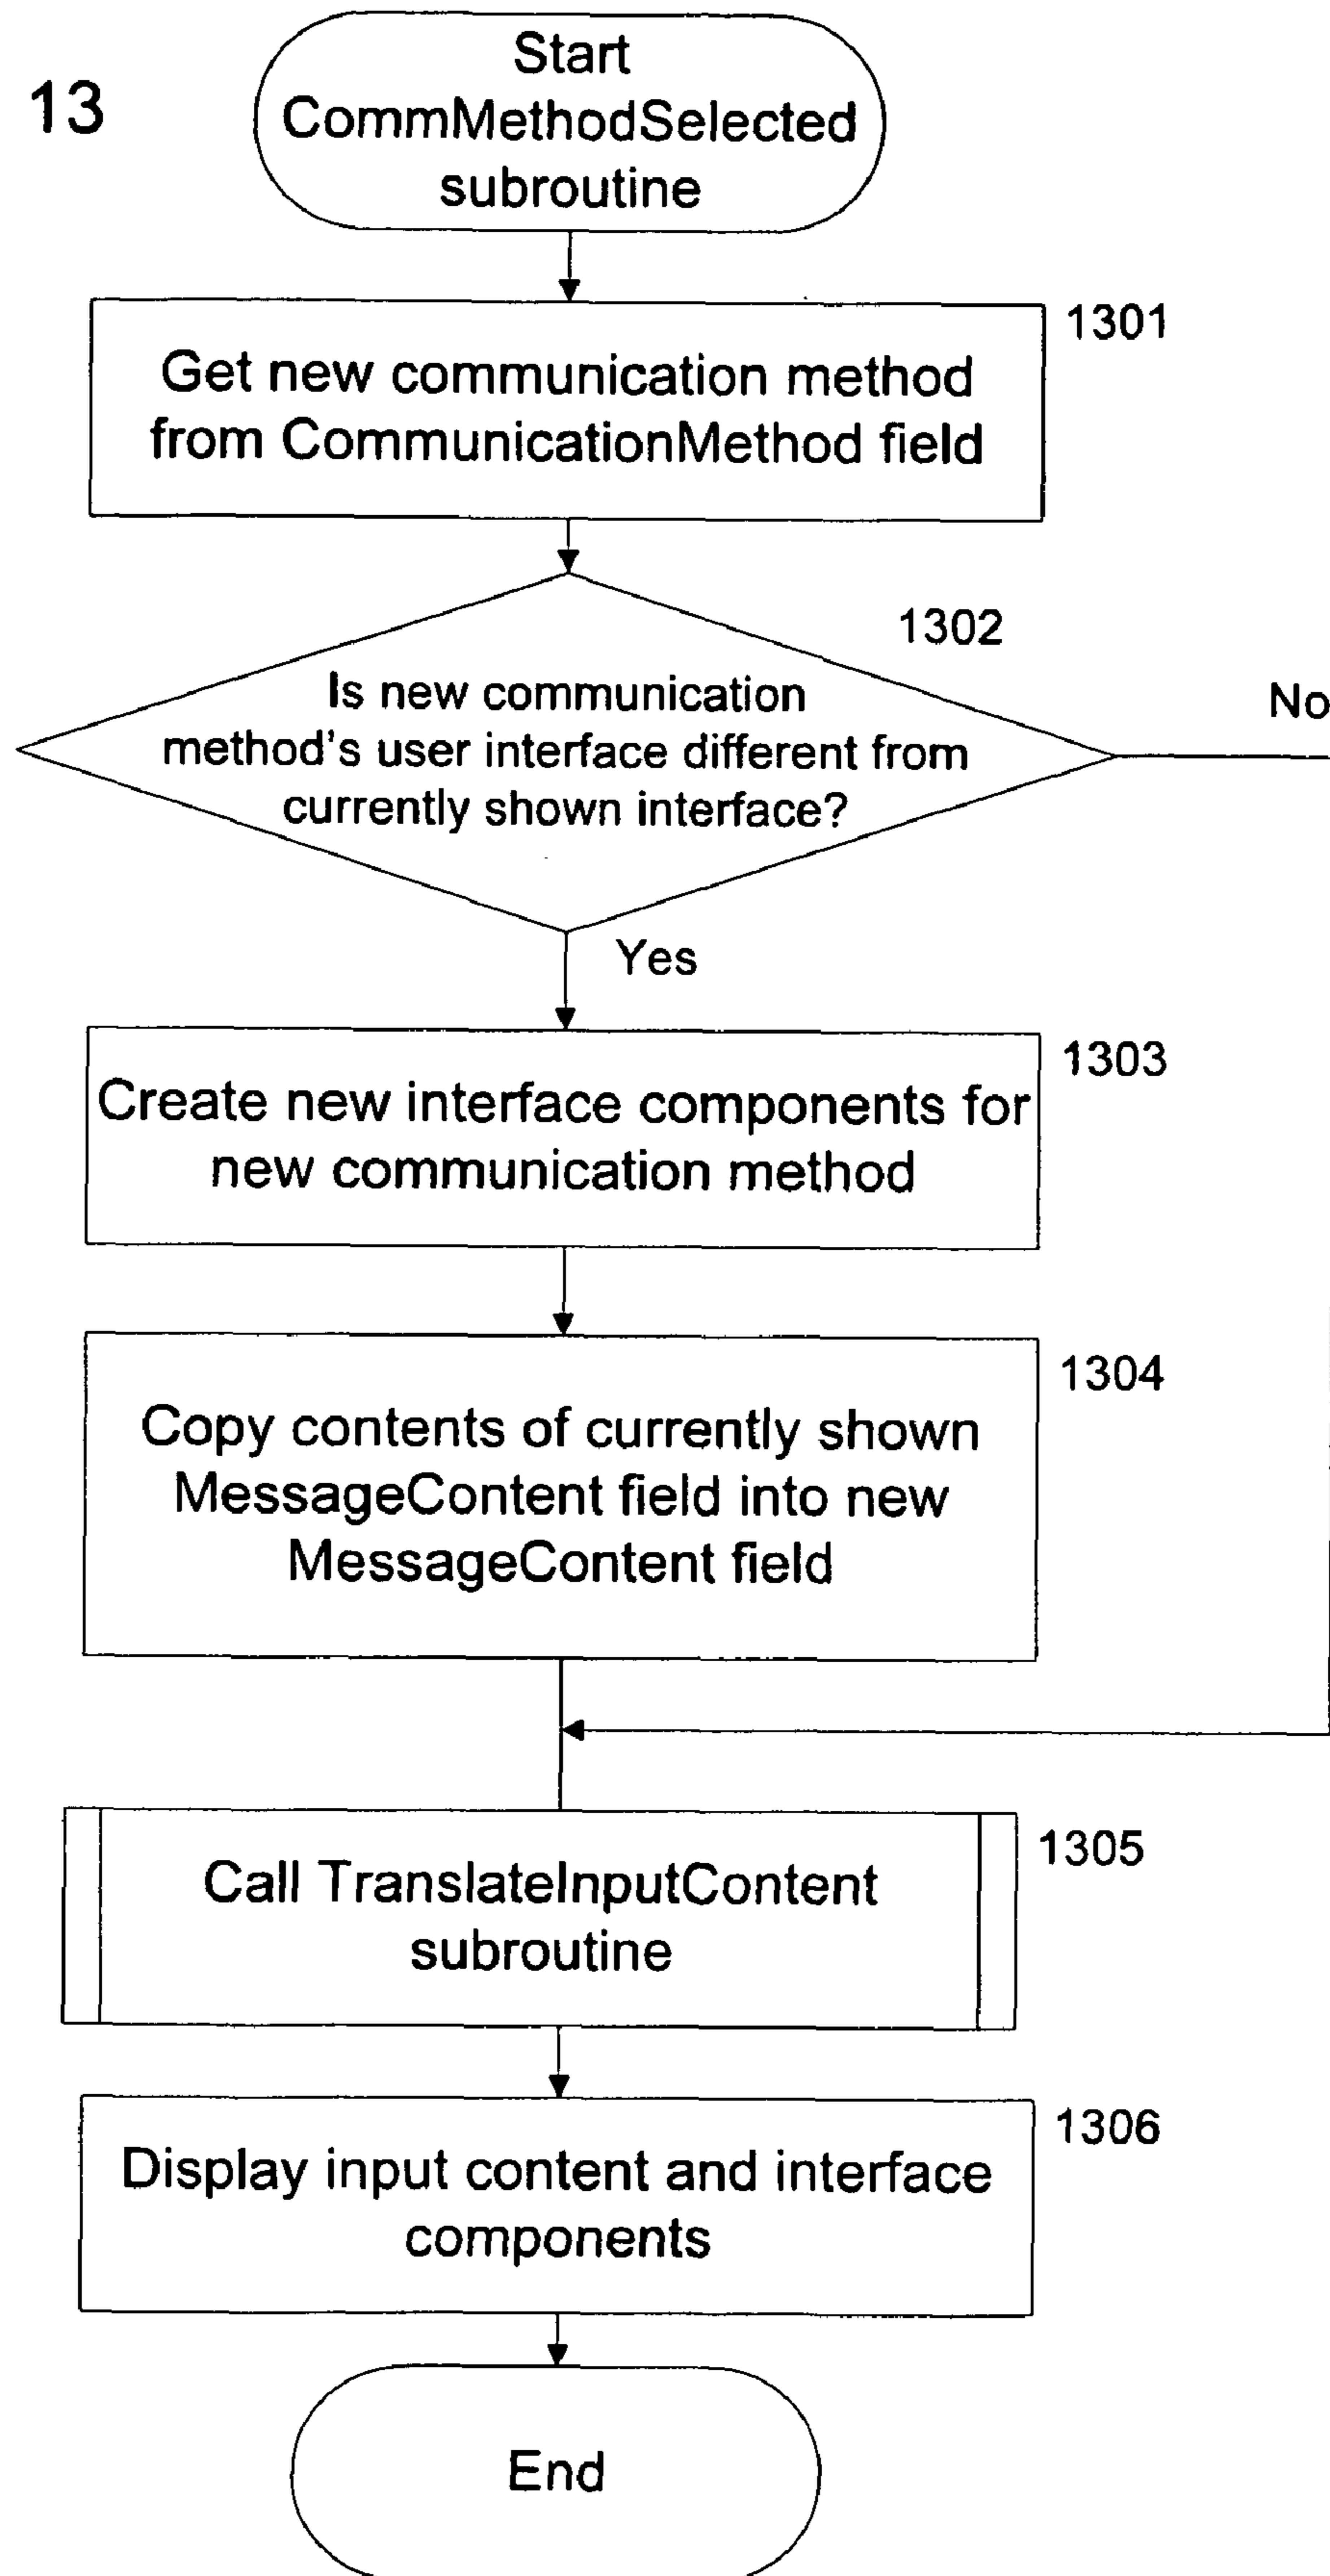 13
Start
CommMethodSelected
subroutine
1301
Get new communication method
from CommunicationMethod field
1302
Is new communication
method's user interface different from
currently shown interface?
No
Yes
1303
Create new interface components for
new communication method
1304
Copy contents of currently shown
MessageContent field into new
MessageContent field
1305
Call TranslateInputContent
subroutine
1306
Display input content and interface
components
End